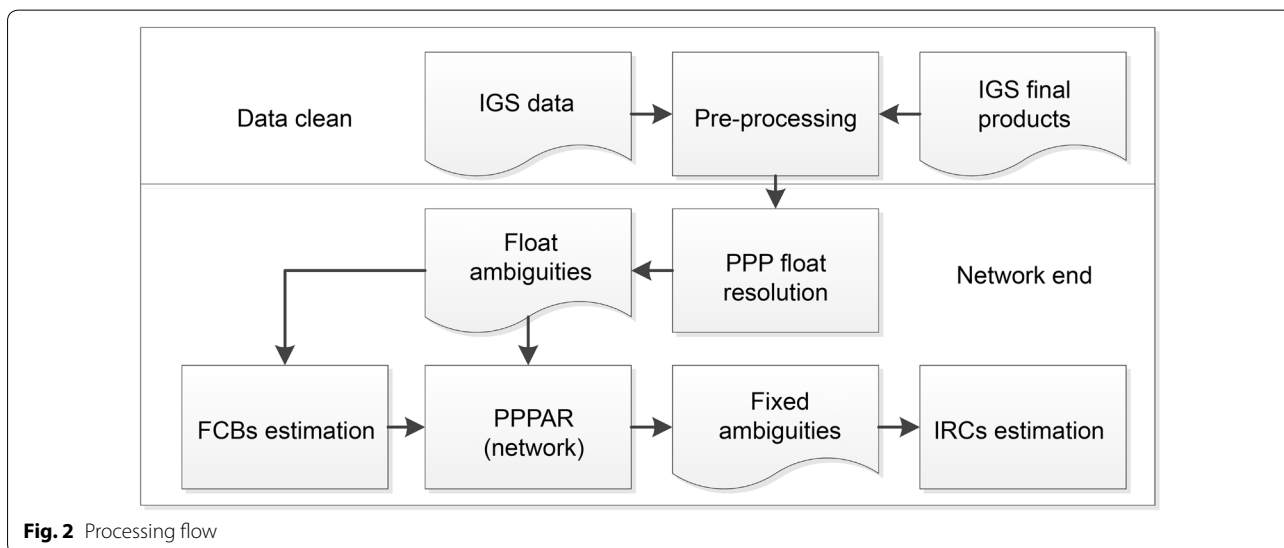 Data clean
IGS data
Pre-processing
IGS final
products
Float
ambiguities
PPP float
resolution
Network end
FCBs estimation
PPPAR
(network)
Fixed
ambiguities
IRCs estimation
Fig. 2 Processing flow